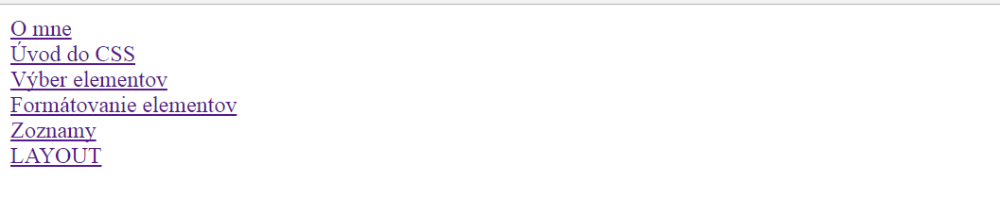 O mne
Úvod do CSS
Výber elementov
Formátovanie elementov
Zoznamy
LAYOUT